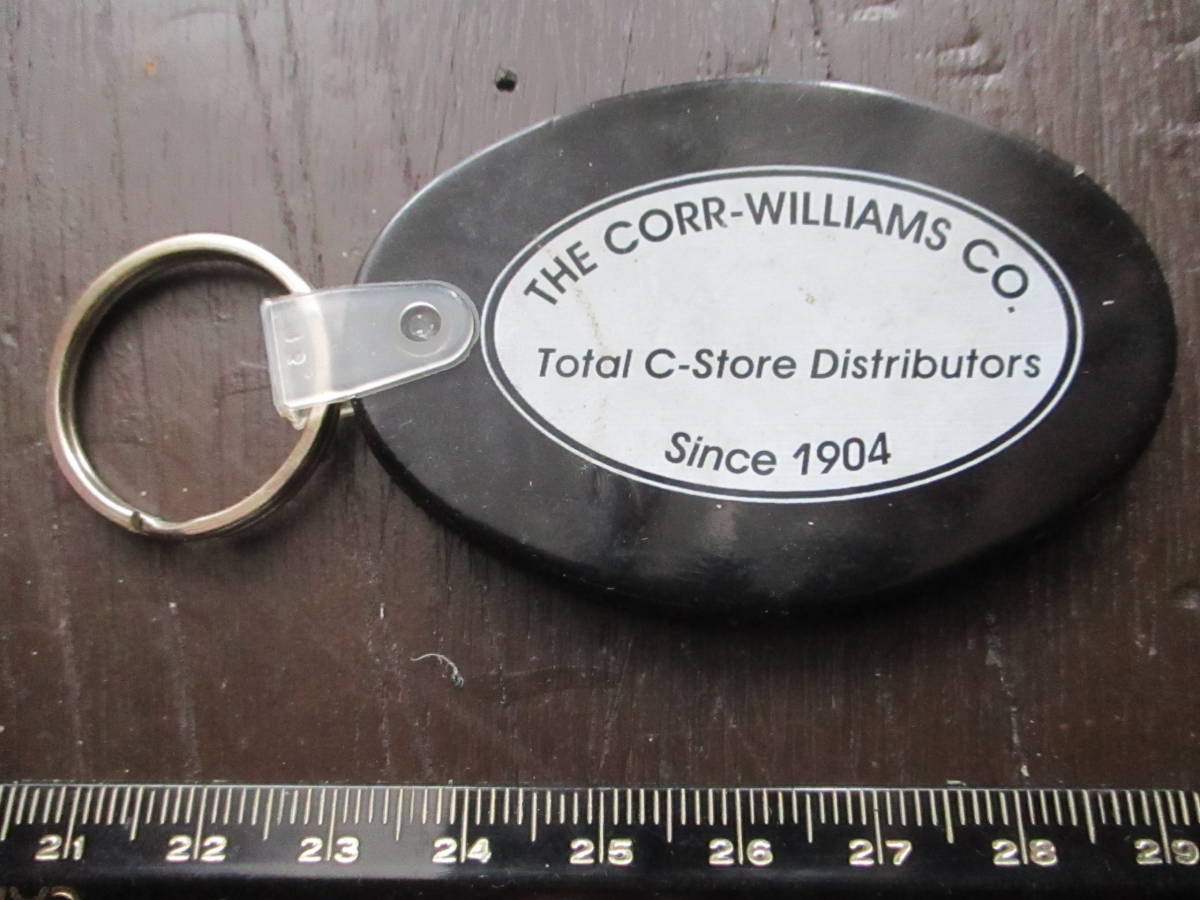 THE CORR-WILLIAMS CO.
Total C-Store Distributors
Since 1904
21 22 23 24 25 26 27 28 29